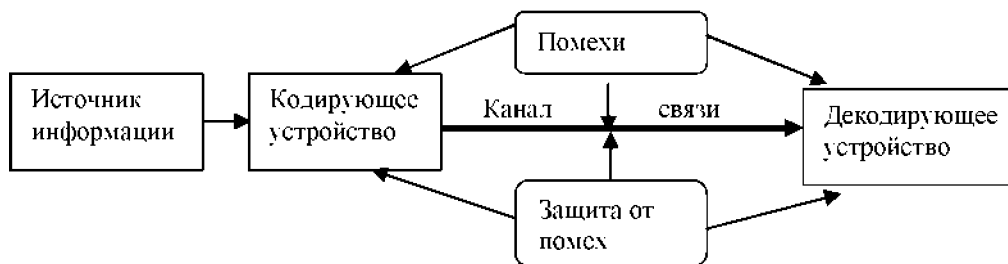 Помехи
Источник
информации
Кодирующее
устройство
Канал связи
Декодирующее
устройство
Защита от
помех